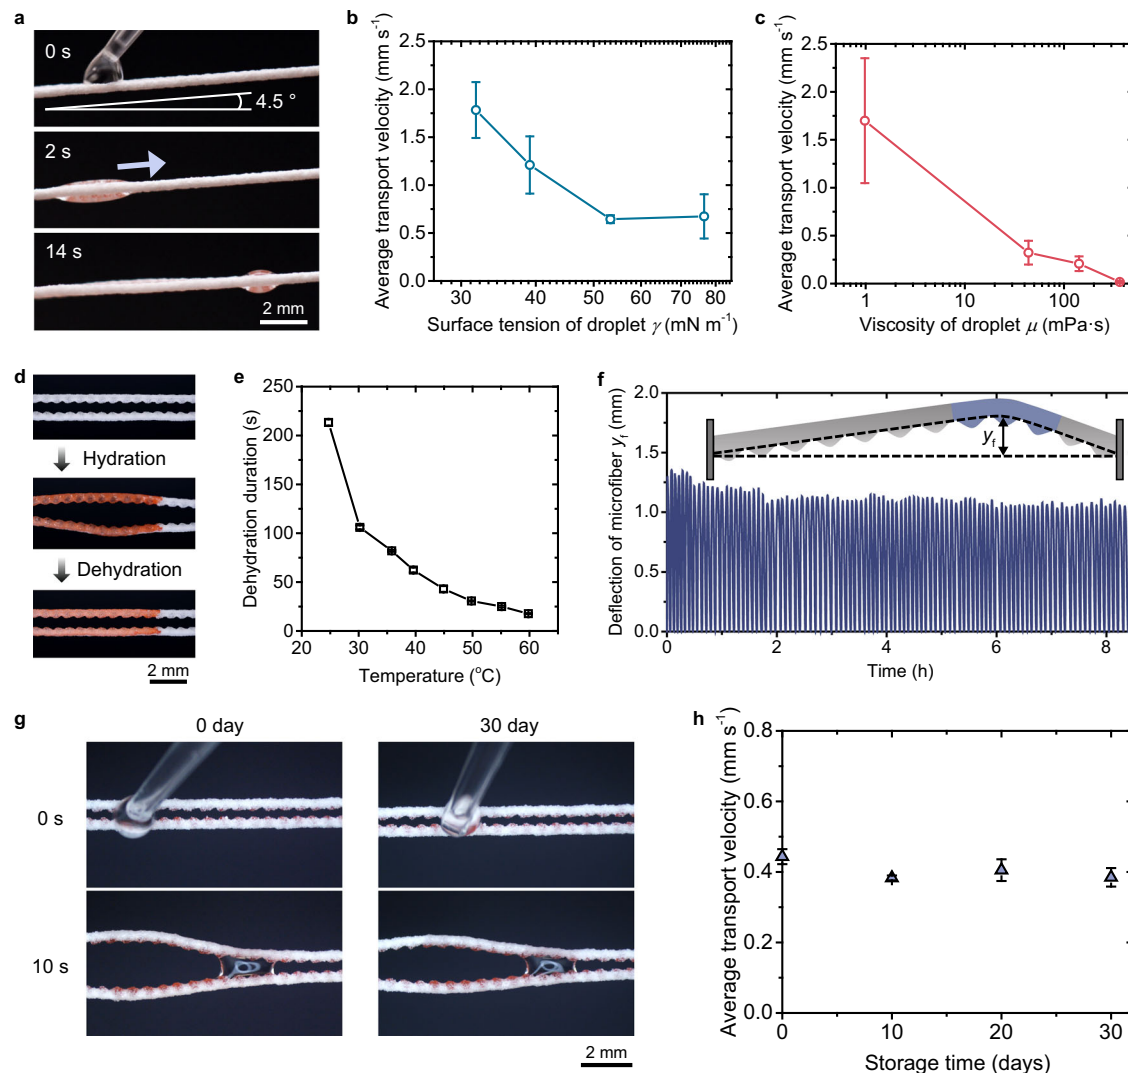 a
0 s
4.5 °
2 s
14 s
2 mm
b
Average transport velocity (mm s⁻¹)
2.5
2.0
1.5
1.0
0.5
0.0
30 40 50 60 70 80
Surface tension of droplet γ (mN m⁻¹)
c
Average transport velocity (mm s⁻¹)
2.5
2.0
1.5
1.0
0.5
0.0
1 10 100
Viscosity of droplet μ (mPa·s)
d
Hydration
Dehydration
2 mm
e
Dehydration duration (s)
250
200
150
100
50
0
20 30 40 50 60
Temperature (°C)
f
Deflection of microfiber yf (mm)
2.0
1.5
1.0
0.5
0.0
yf
0 2 4 6 8
Time (h)
g
0 day 30 day
0 s
10 s
2 mm
h
Average transport velocity (mm s⁻¹)
0.8
0.6
0.4
0.2
0.0
0 10 20 30
Storage time (days)